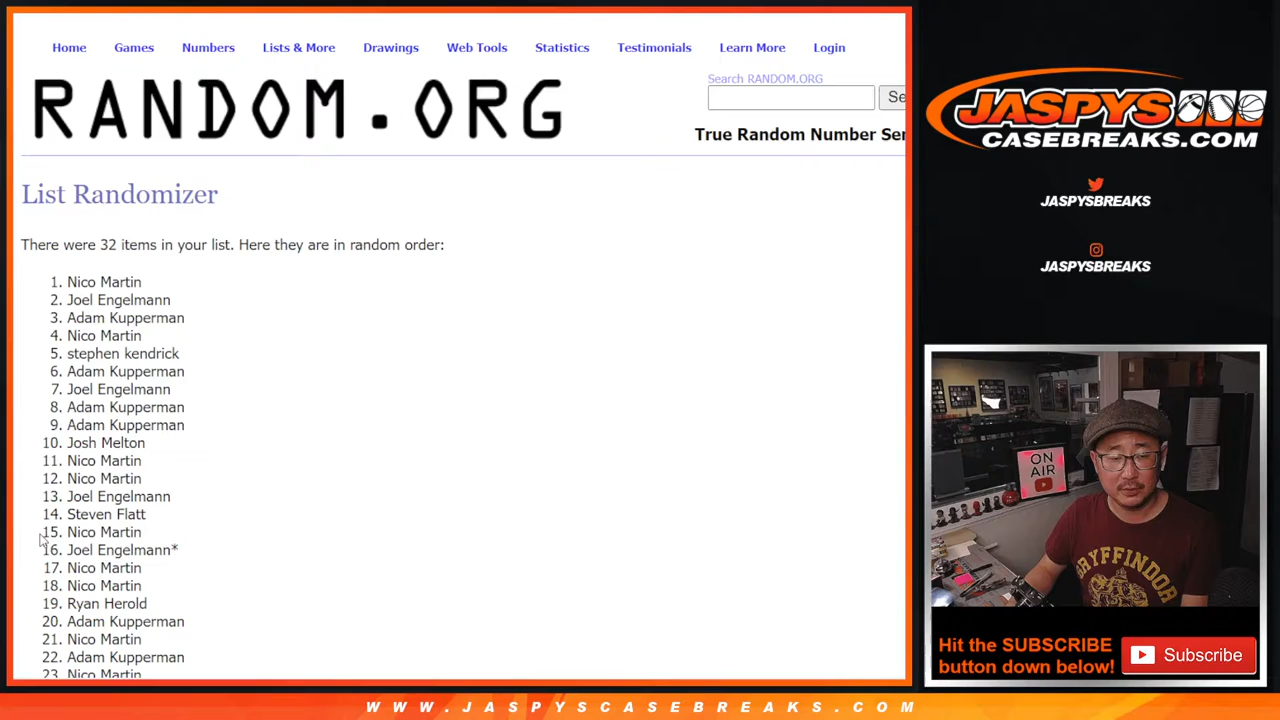 Home Games Numbers Lists & More Drawings Web Tools Statistics Testimonials Learn More Login
RANDOM.ORG
Search RANDOM.ORG
Se
True Random Number Ser
List Randomizer
There were 32 items in your list. Here they are in random order:
1. Nico Martin
2. Joel Engelmann
3. Adam Kupperman
4. Nico Martin
5. stephen kendrick
6. Adam Kupperman
7. Joel Engelmann
8. Adam Kupperman
9. Adam Kupperman
10. Josh Melton
11. Nico Martin
12. Nico Martin
13. Joel Engelmann
14. Steven Flatt
15. Nico Martin
16. Joel Engelmann*
17. Nico Martin
18. Nico Martin
19. Ryan Herold
20. Adam Kupperman
21. Nico Martin
22. Adam Kupperman
23. Nico Martin
JASPYS
CASEBREAKS.COM
JASPYSBREAKS
JASPYSBREAKS
ON
AIR
GRYFFINDOR
Hit the SUBSCRIBE
button down below!
Subscribe
WWW.JASPYSCASEBREAKS.COM